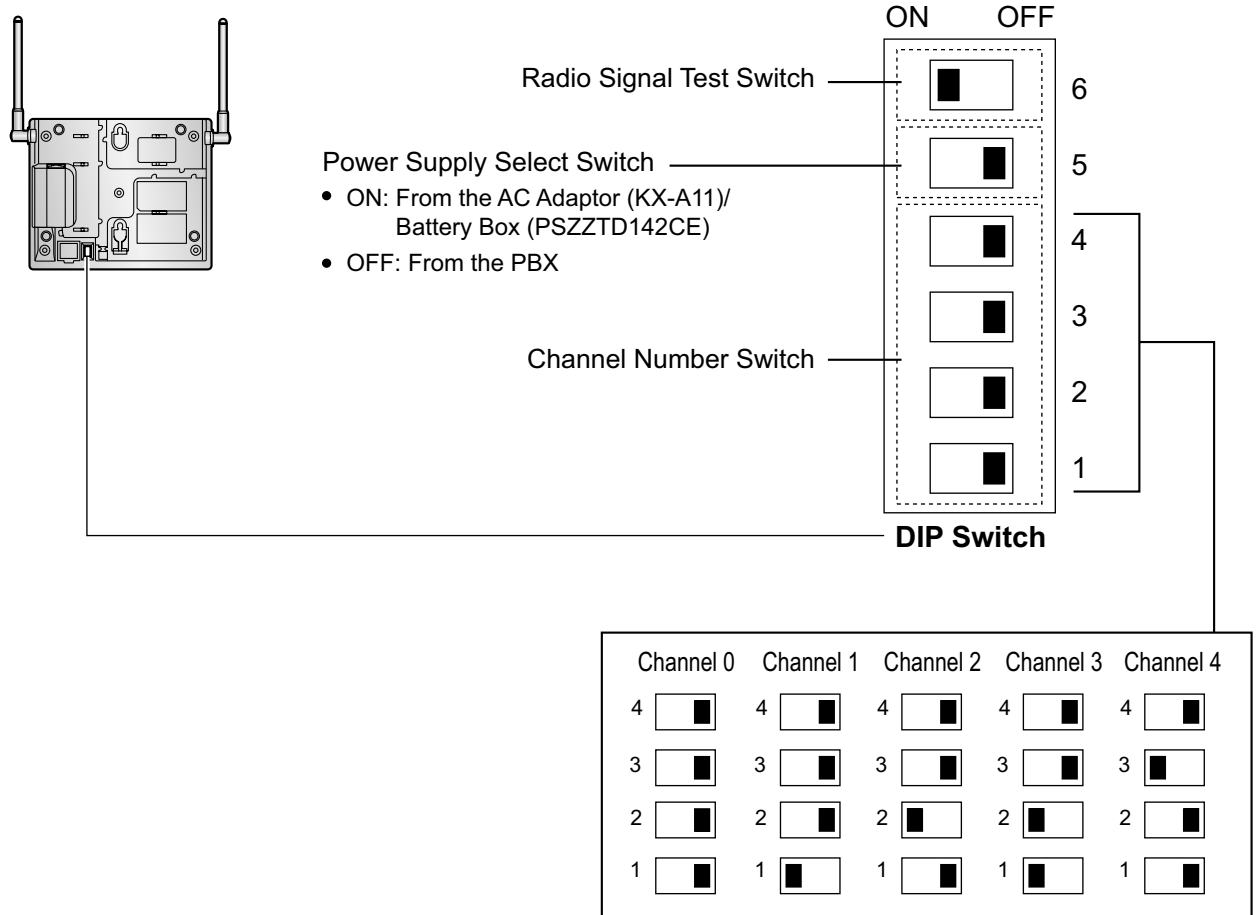 ON OFF
Radio Signal Test Switch
6
Power Supply Select Switch
5
• ON: From the AC Adaptor (KX-A11)/
Battery Box (PSZZTD142CE)
• OFF: From the PBX
4
3
Channel Number Switch
2
1
DIP Switch
Channel 0 Channel 1 Channel 2 Channel 3 Channel 4
4 4 4 4 4
3 3 3 3 3
2 2 2 2 2
1 1 1 1 1